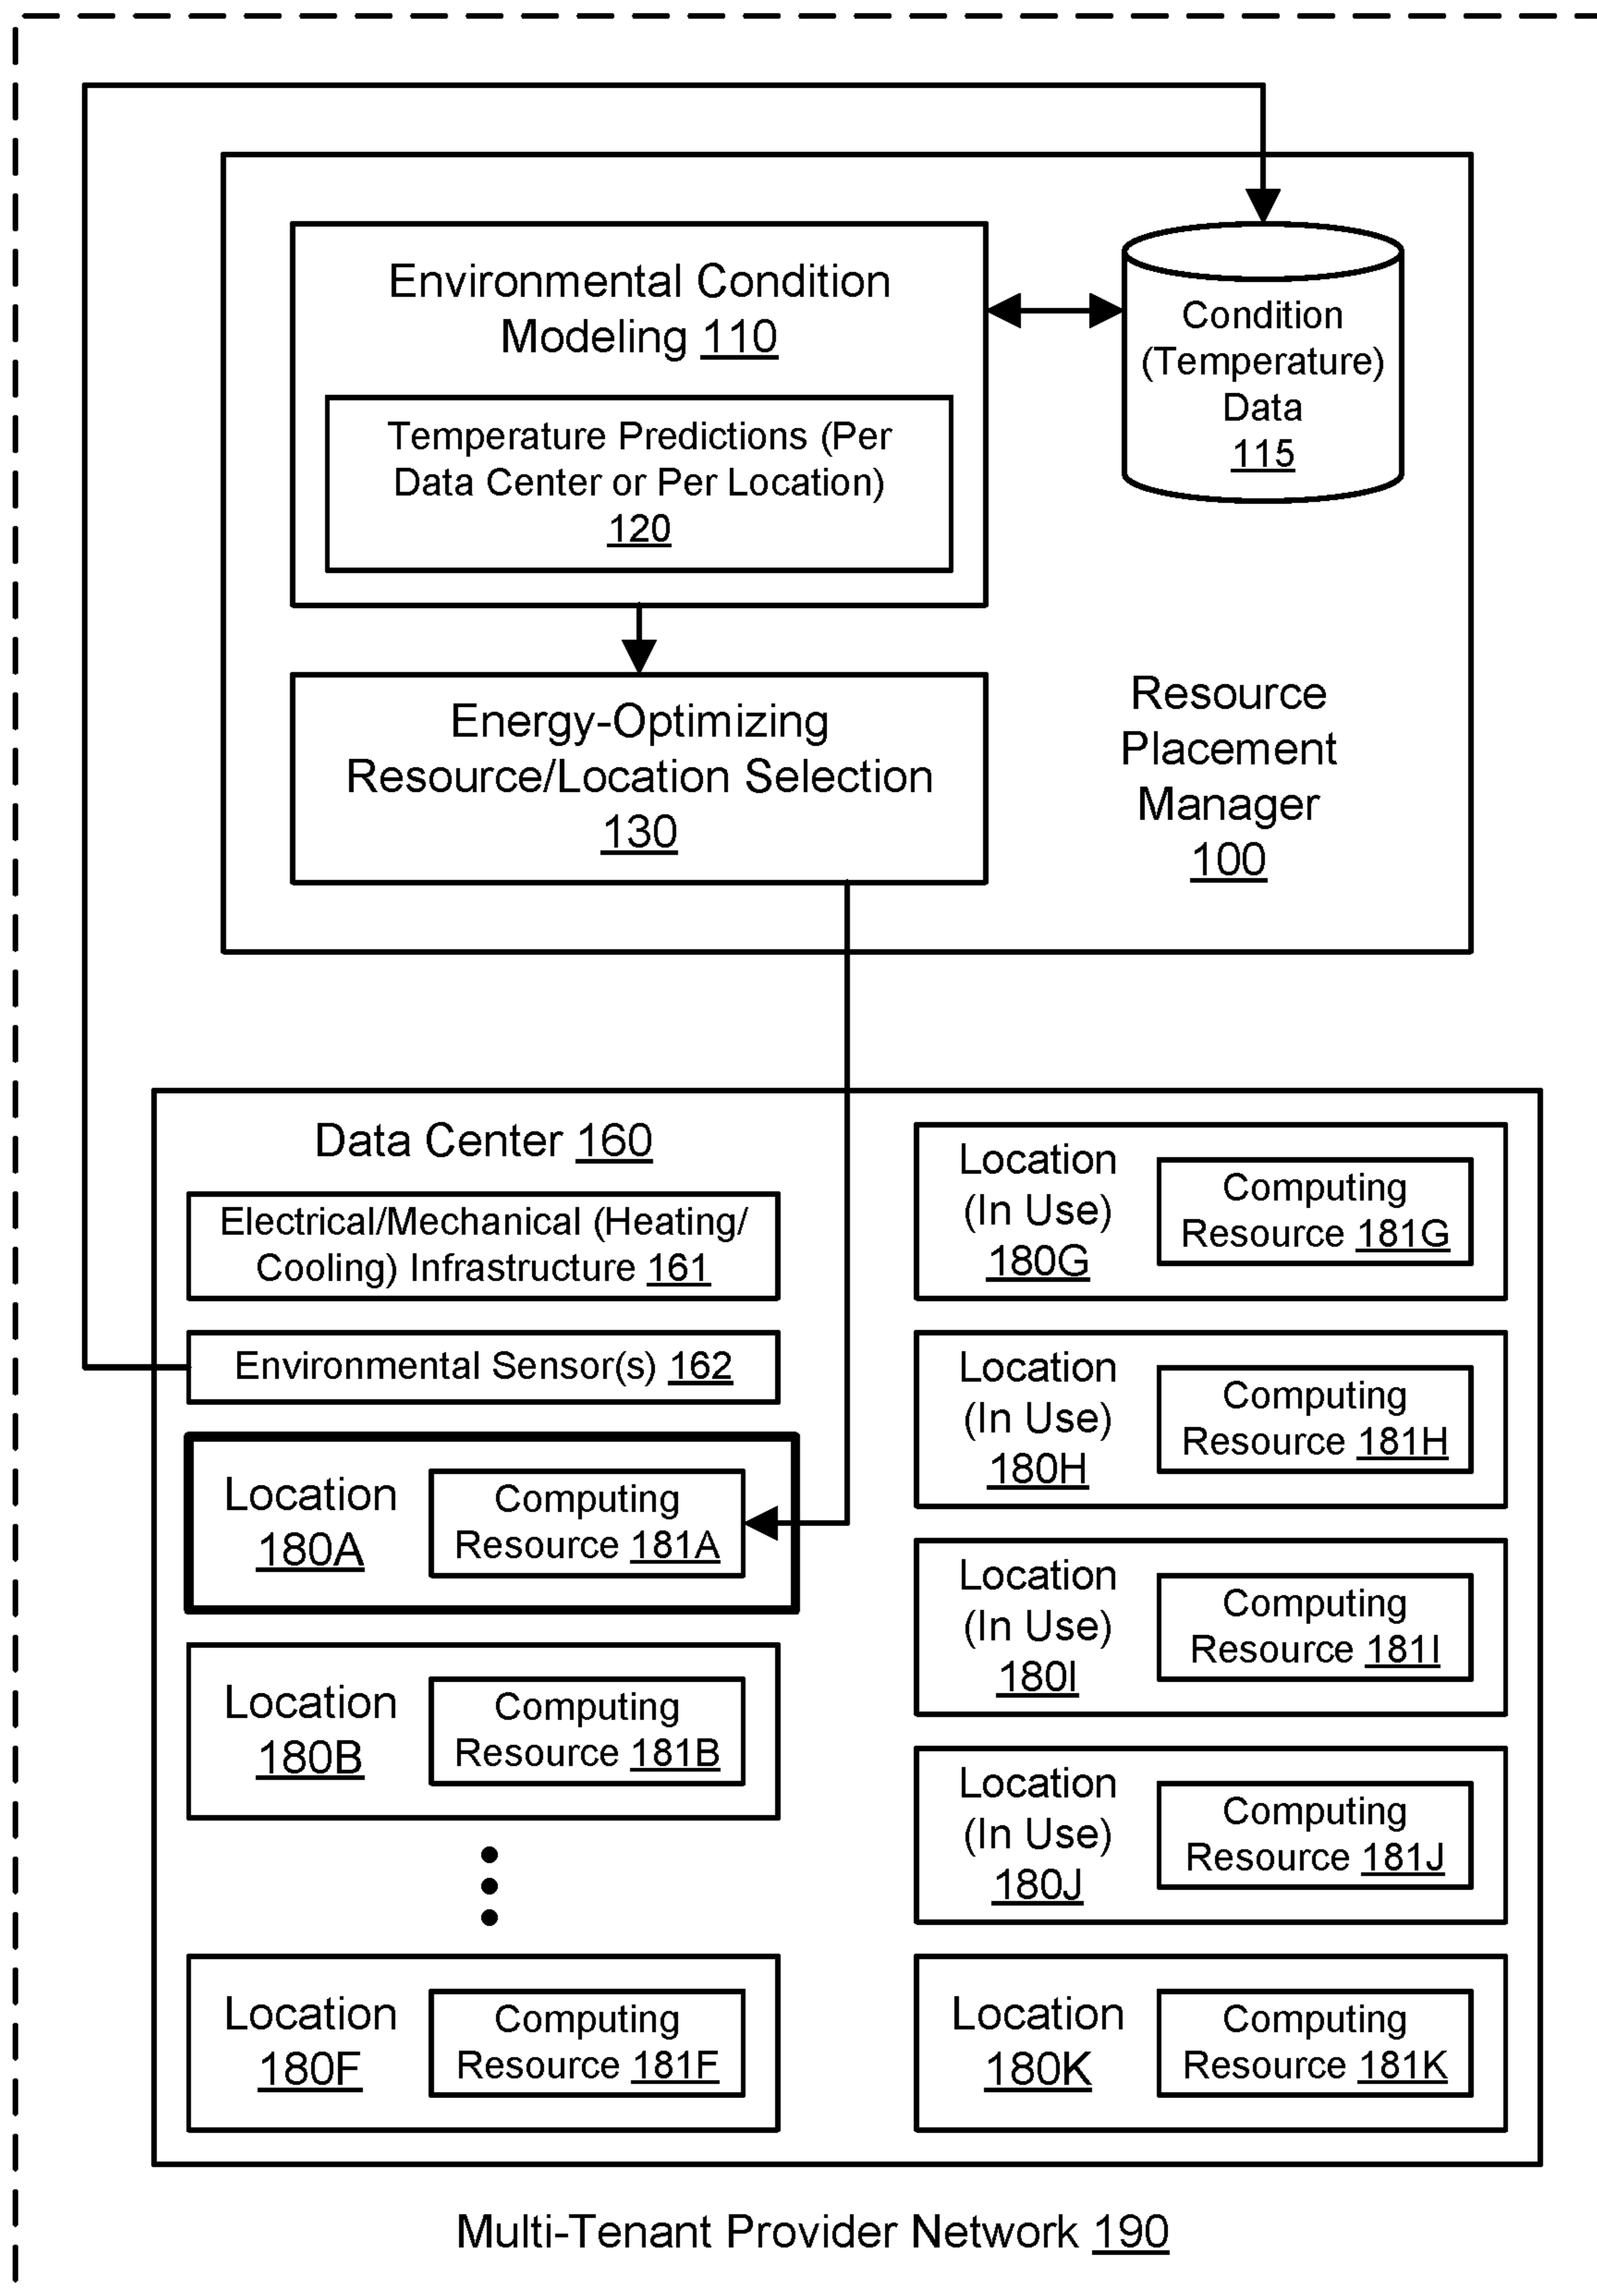 Environmental Condition
Modeling 110
Temperature Predictions (Per
Data Center or Per Location)
120
Condition
(Temperature)
Data
115
Energy-Optimizing
Resource/Location Selection
130
Resource
Placement
Manager
100
Data Center 160
Electrical/Mechanical (Heating/
Cooling) Infrastructure 161
Environmental Sensor(s) 162
Location
180A
Computing
Resource 181A
Location
180B
Computing
Resource 181B
Location
180F
Computing
Resource 181F
Location
(In Use)
180G
Computing
Resource 181G
Location
(In Use)
180H
Computing
Resource 181H
Location
(In Use)
180I
Computing
Resource 181I
Location
(In Use)
180J
Computing
Resource 181J
Location
180K
Computing
Resource 181K
Multi-Tenant Provider Network 190